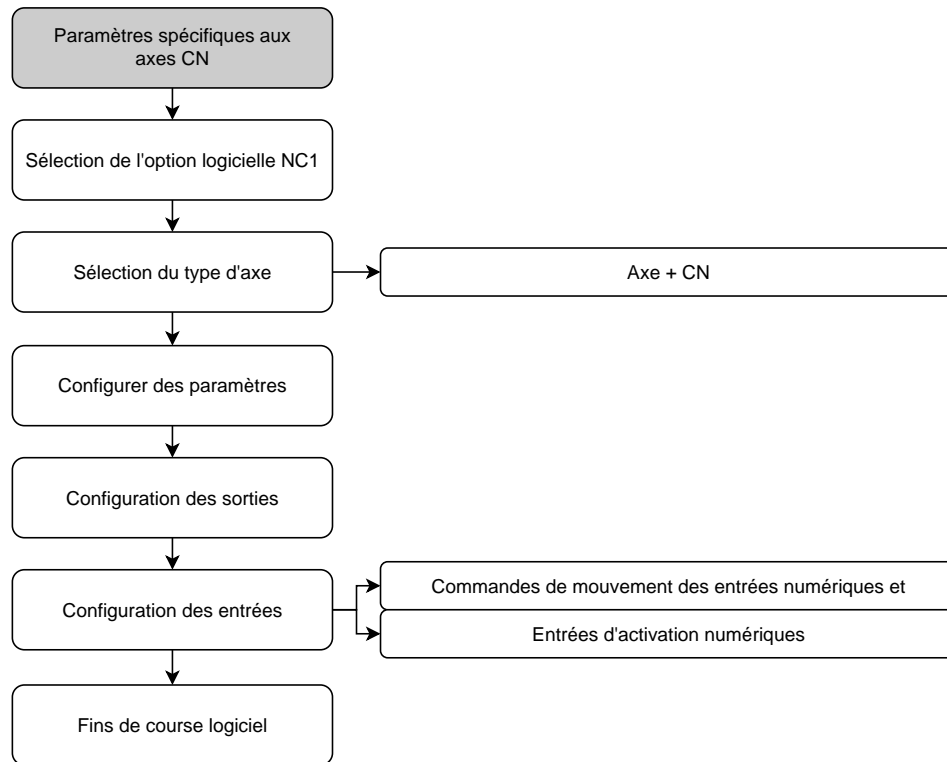 Paramètres spécifiques aux
axes CN
Sélection de l'option logicielle NC1
Sélection du type d'axe
Axe + CN
Configurer des paramètres
Configuration des sorties
Configuration des entrées
Commandes de mouvement des entrées numériques et
Entrées d'activation numériques
Fins de course logiciel